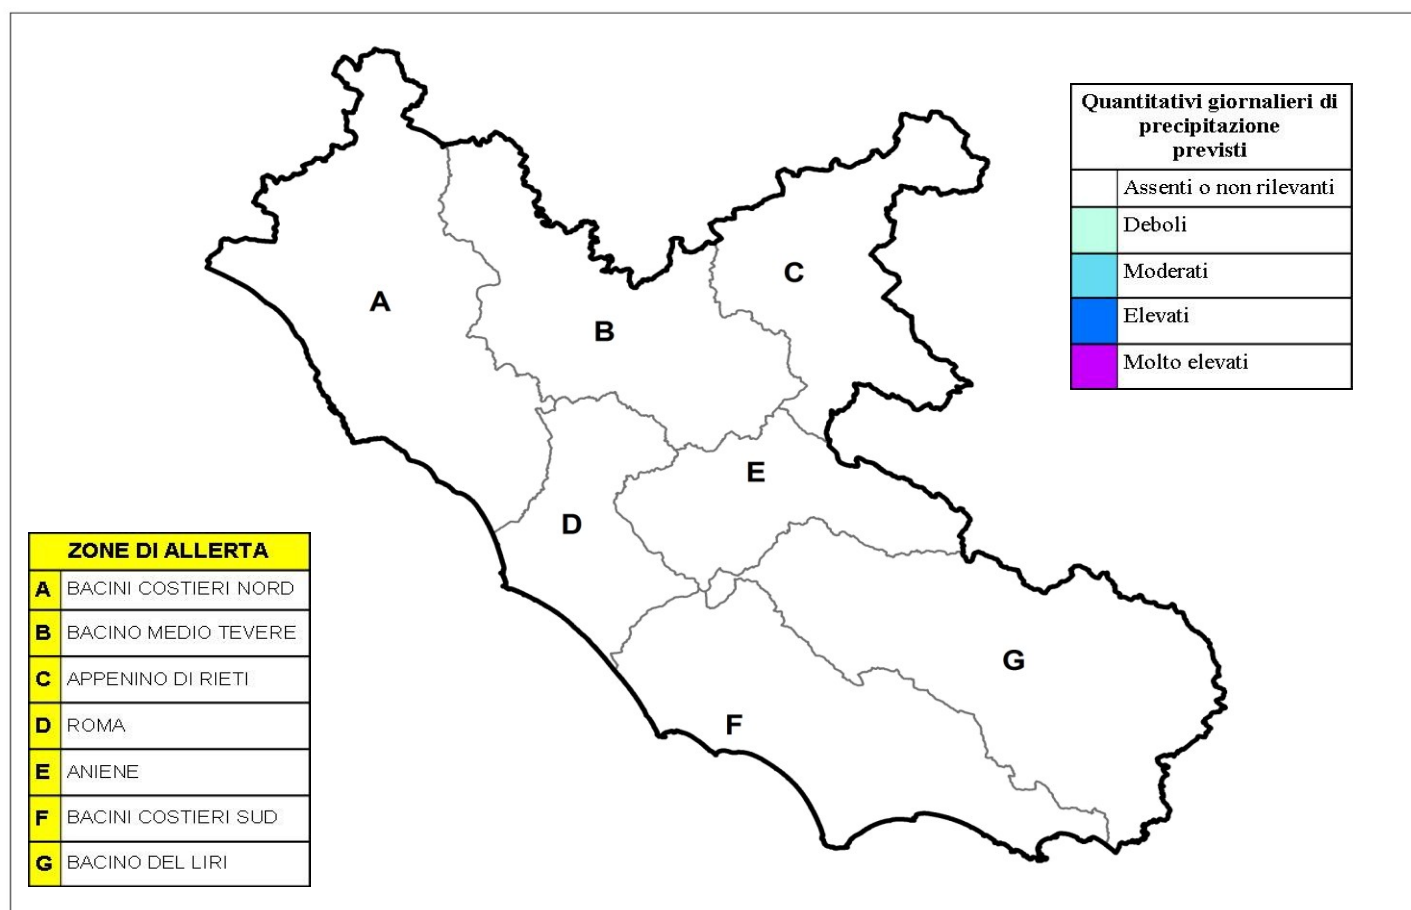 Quantitativi giornalieri di
precipitazione
previsti
Assenti o non rilevanti
Deboli
Moderati
Elevati
Molto elevati
A
B
C
E
D
G
F
ZONE DI ALLERTA
A BACINI COSTIERI NORD
B BACINO MEDIO TEVERE
C APPENINO DI RIETI
D ROMA
E ANIENE
F BACINI COSTIERI SUD
G BACINO DEL LIRI